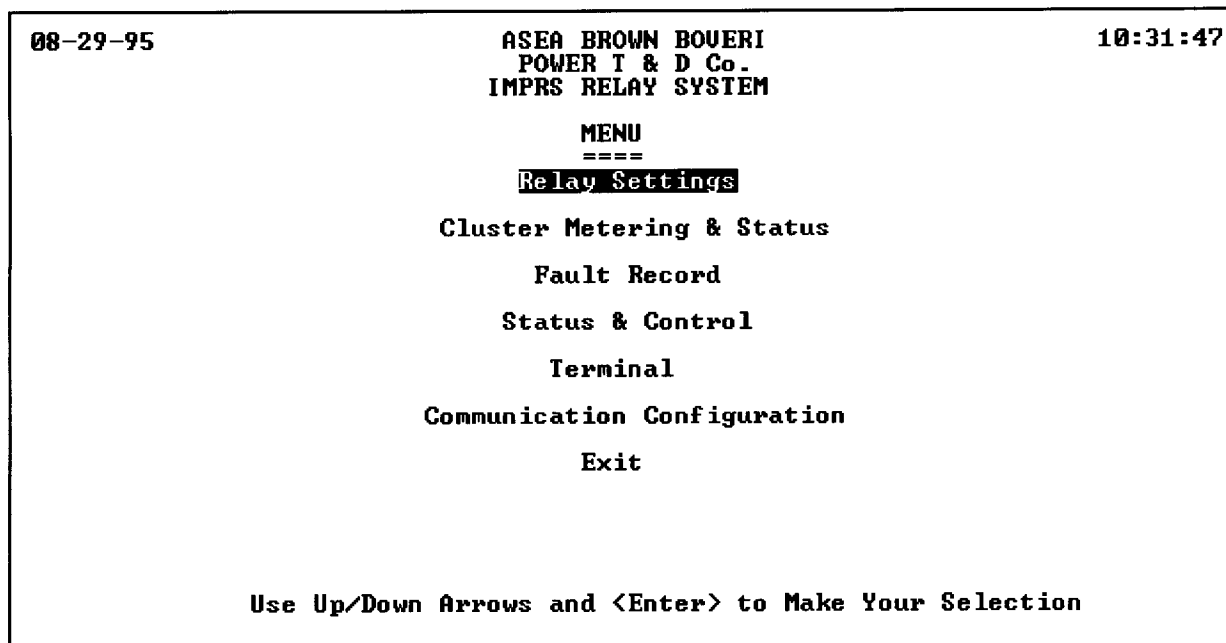 08-29-95 ASEA BROWN BOVERI 10:31:47
POWER T & D Co.
IMPRS RELAY SYSTEM
MENU
====
Relay Settings
Cluster Metering & Status
Fault Record
Status & Control
Terminal
Communication Configuration
Exit
Use Up/Down Arrows and <Enter> to Make Your Selection